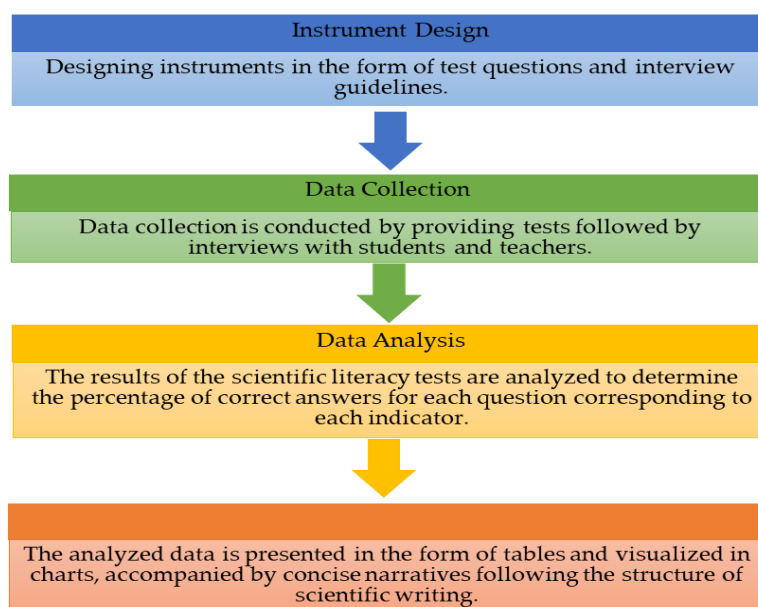 Instrument Design
Designing instruments in the form of test questions and interview
guidelines.
Data Collection
Data collection is conducted by providing tests followed by
interviews with students and teachers.
Data Analysis
The results of the scientific literacy tests are analyzed to determine
the percentage of correct answers for each question corresponding to
each indicator.
The analyzed data is presented in the form of tables and visualized in
charts, accompanied by concise narratives following the structure of
scientific writing.